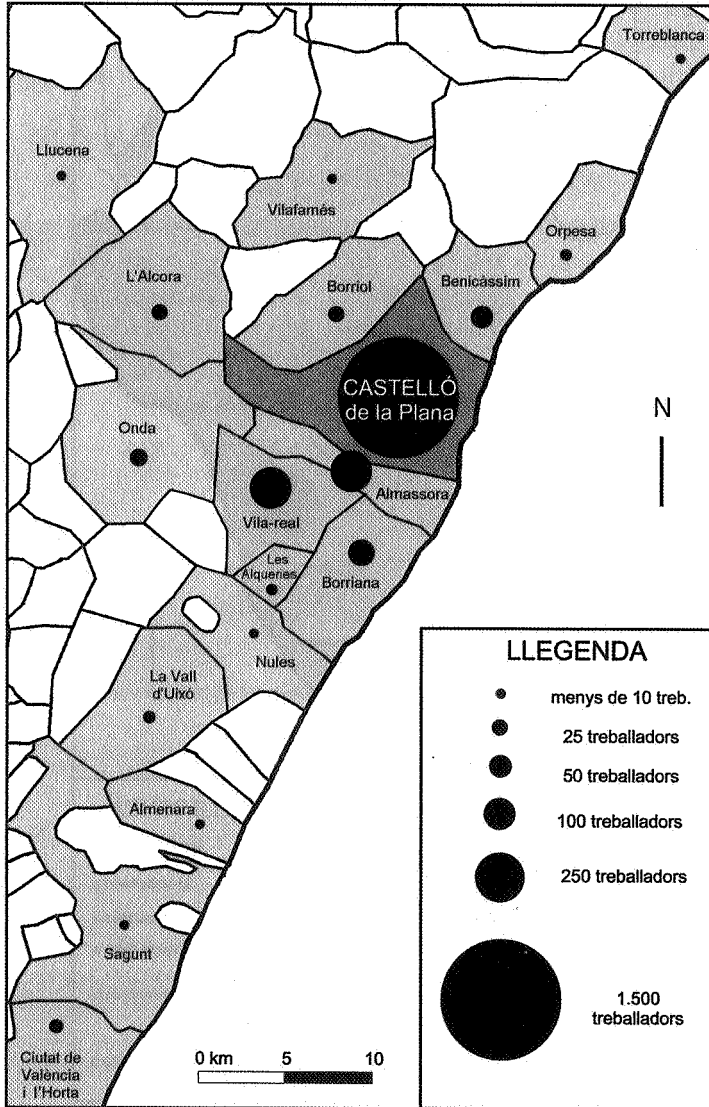 Torreblanca
Llucena
Vilafamés
Orpesa
L'Alcora
Borriol
Benicàssim
CASTELLÓ
de la Plana
N
Onda
Almassora
Vila-real
Les
Alqueries
Borriana
Nules
La Vall
d'Uixó
Almenara
Sagunt
Ciutat de
València
i l'Horta
0 km 5 10
LLEGENDA
menys de 10 treb.
25 treballadors
50 treballadors
100 treballadors
250 treballadors
1.500
treballadors